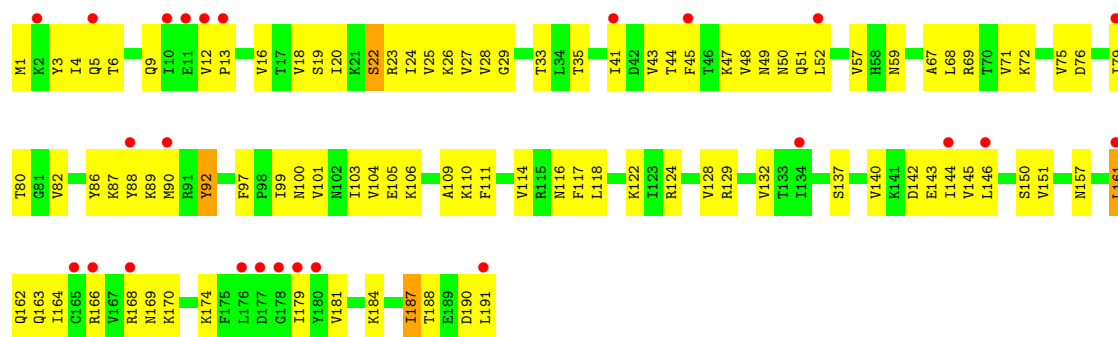 M1 K2 Y3 I4 Q5 T6 Q9 I10 E11 V12 P13 V16 T17 V18 S19 I20 K21 S22 R23 I24 V25 K26 V27 V28 G29 T33 L34 T35 I41 D42 V43 T44 F45 T46 K47 V48 N49 N50 Q51 L52 V57 H58 N59 A67 L68 R69 T70 V71 K72 V75 D76 I79
T80 G81 V82 Y86 K87 Y88 K89 M90 R91 Y92 F97 P98 I99 N100 V101 N102 I103 V104 E105 K106 A109 K110 F111 V114 R115 N116 F117 L118 K122 I123 R124 V128 R129 V132 T133 I134 S137 V140 K141 D142 E143 I144 V145 L146 S150 V151 N157 I161
Q162 Q163 I164 C165 R166 V167 R168 N169 K170 K174 F175 L176 D177 G178 I179 Y180 V181 K184 I187 T188 E189 D190 L191